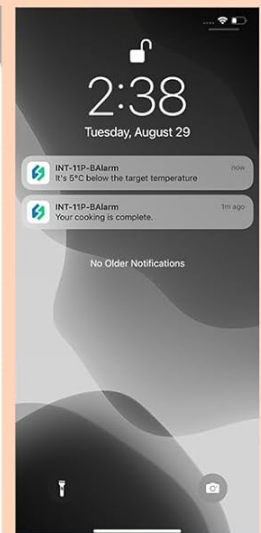 2:38
Tuesday, August 29
INT-11P-BAlarm now
It's 5°C below the target temperature
INT-11P-BAlarm 1m ago
Your cooking is complete.
No Older Notifications